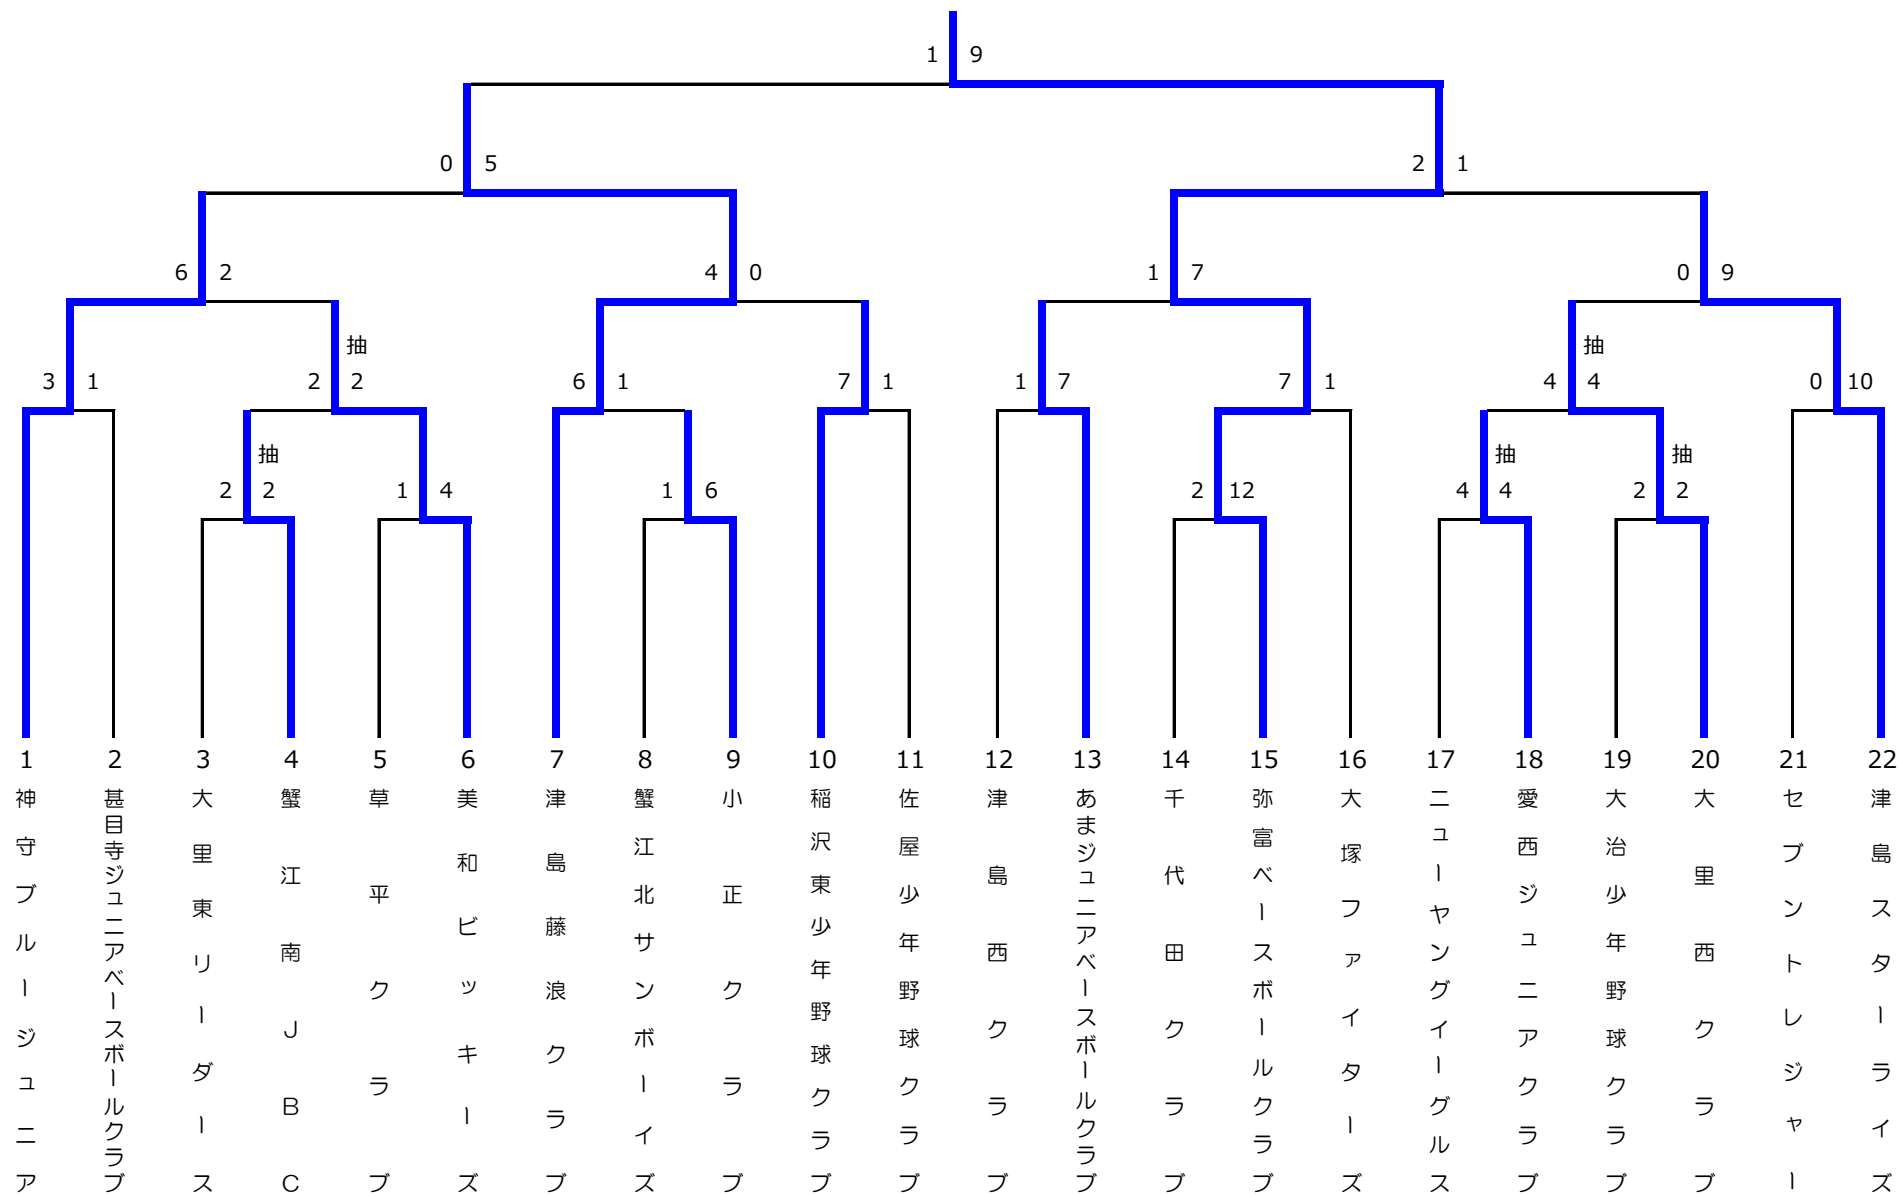 1 9
0 5
2 1
6 2
4 0
1 7
0 9
抽
抽
3 1
2 2
6 1
7 1
1 7
7 1
4 4
0 10
抽
抽
抽
2 2
1 4
1 6
2 12
4 4
2 2
1 2 3 4 5 6 7 8 9 10 11 12 13 14 15 16 17 18 19 20 21 22
神守ブルージュニア
甚目寺ジュニアベースボールクラブ
大里東リーダース
蟹江南JBC
草平クラブ
美和ビッキーズ
津島藤浪クラブ
蟹江北サンボーイズ
小正クラブ
稲沢東少年野球クラブ
佐屋少年野球クラブ
津島西クラブ
あまジュニアベースボールクラブ
千代田クラブ
弥富ベースボールクラブ
大塚ファイターズ
ニューヤングイーグルス
愛西ジュニアクラブ
大治少年野球クラブ
大里西クラブ
セブントレジャー
津島スターライズ